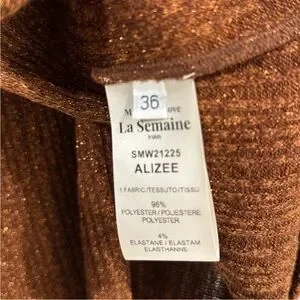 36
La Semaine
PARIS
SMW21225
ALIZEE
1 FABRIC/TESSUTO/TISSU
96%
POLYESTER/POLIESTERE
POLYESTER
4%
ELASTANE/ELASTAM
ELASTHANNE